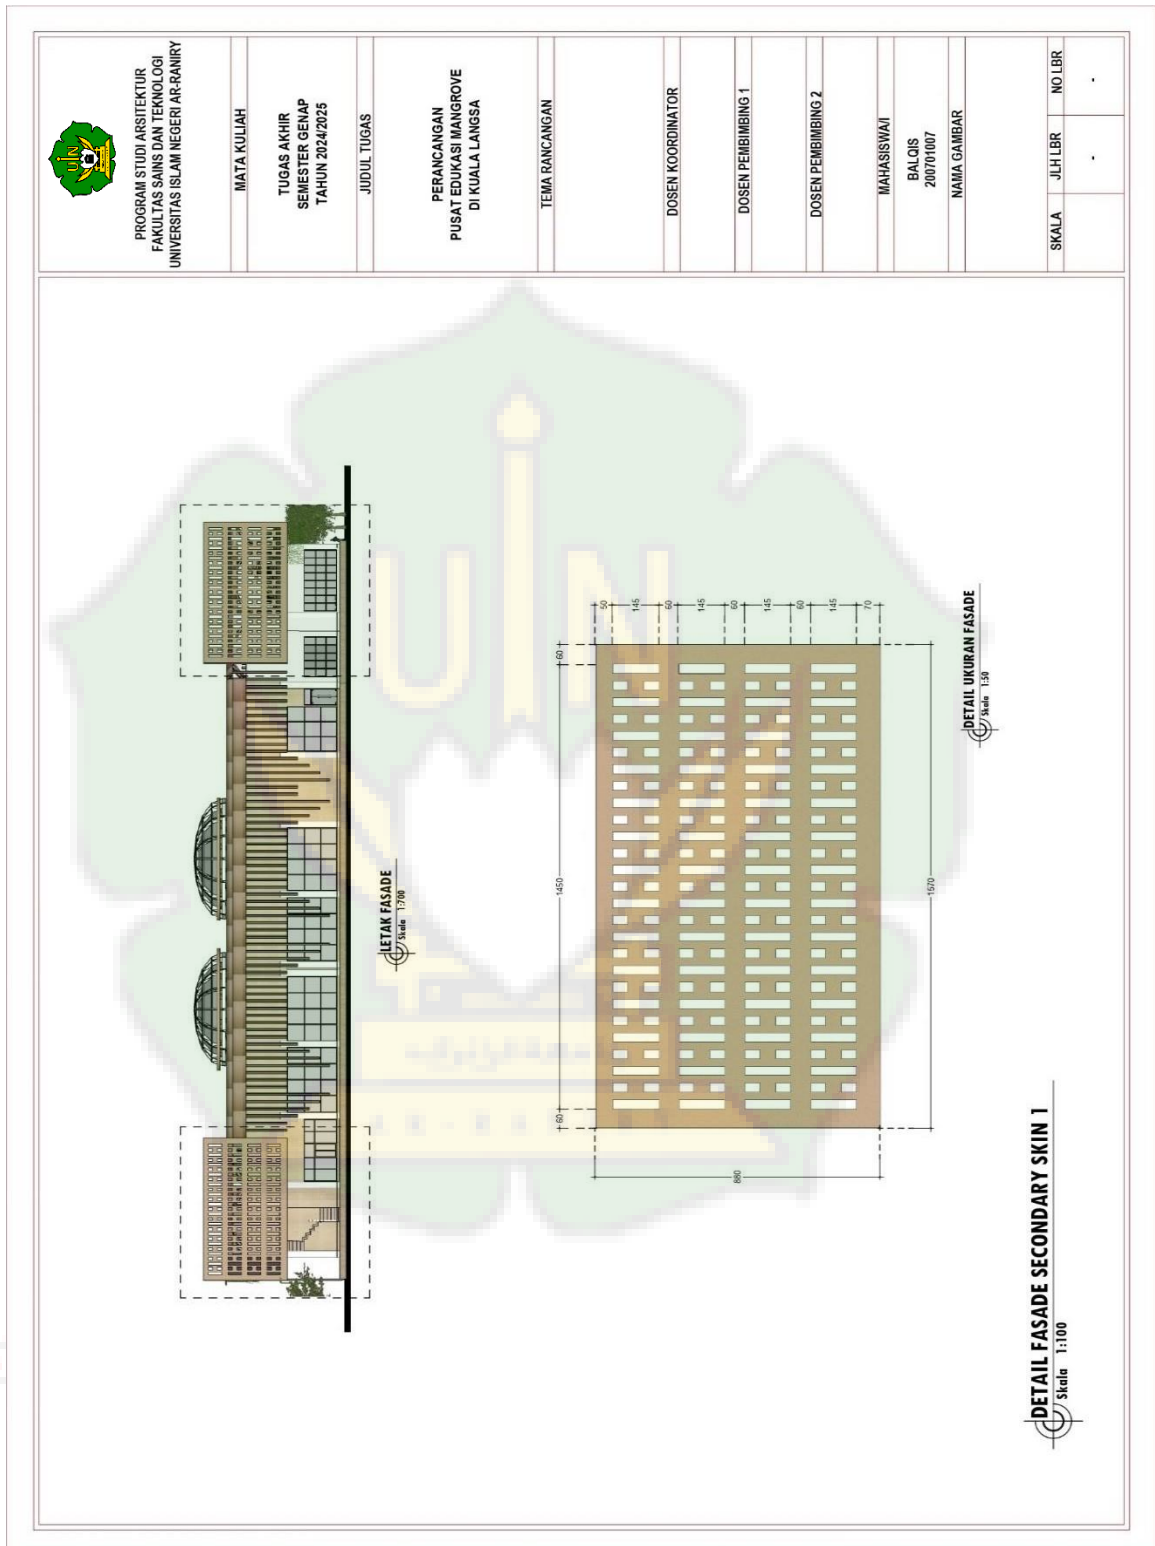 UIN
PROGRAM STUDI ARSITEKTUR
FAKULTAS SAINS DAN TEKNOLOGI
UNIVERSITAS ISLAM NEGERI AR-RANIRY
MATA KULIAH
TUGAS AKHIR
SEMESTER GENAP
TAHUN 2024/2025
JUDUL TUGAS
PERANCANGAN
PUSAT EDUKASI MANGROVE
DI KUALA LANGSA
TEMA RANCANGAN
DOSEN KOORDINATOR
DOSEN PEMBIMBING 1
DOSEN PEMBIMBING 2
MAHASISWA/I
BALQIS
200701007
NAMA GAMBAR
SKALA
JLH LBR
NO LBR
-
-
LETAK FASADE
Skala 1:700
UIN
60
1450
60
880
50
145
60
145
60
145
60
145
70
1570
DETAIL UKURAN FASADE
Skala 1:50
DETAIL FASADE SECONDARY SKIN 1
Skala 1:100